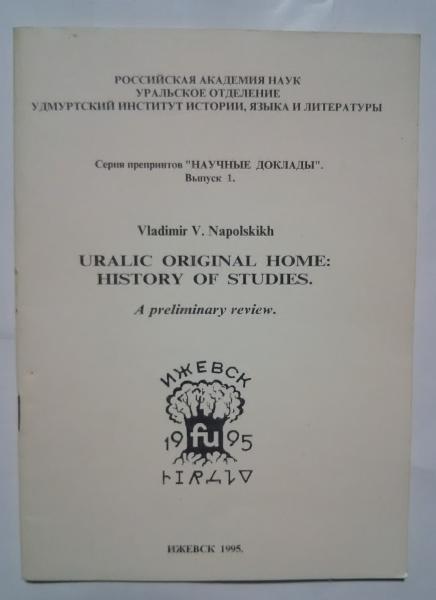 РОССИЙСКАЯ АКАДЕМИЯ НАУК
УРАЛЬСКОЕ ОТДЕЛЕНИЕ
УДМУРТСКИЙ ИНСТИТУТ ИСТОРИИ, ЯЗЫКА И ЛИТЕРАТУРЫ
Серия препринтов "НАУЧНЫЕ ДОКЛАДЫ".
Выпуск 1.
Vladimir V. Napolskikh
URALIC ORIGINAL HOME:
HISTORY OF STUDIES.
A preliminary review.
ИЖЕВСК
19 fu 95
ИЖЕВСК 1995.